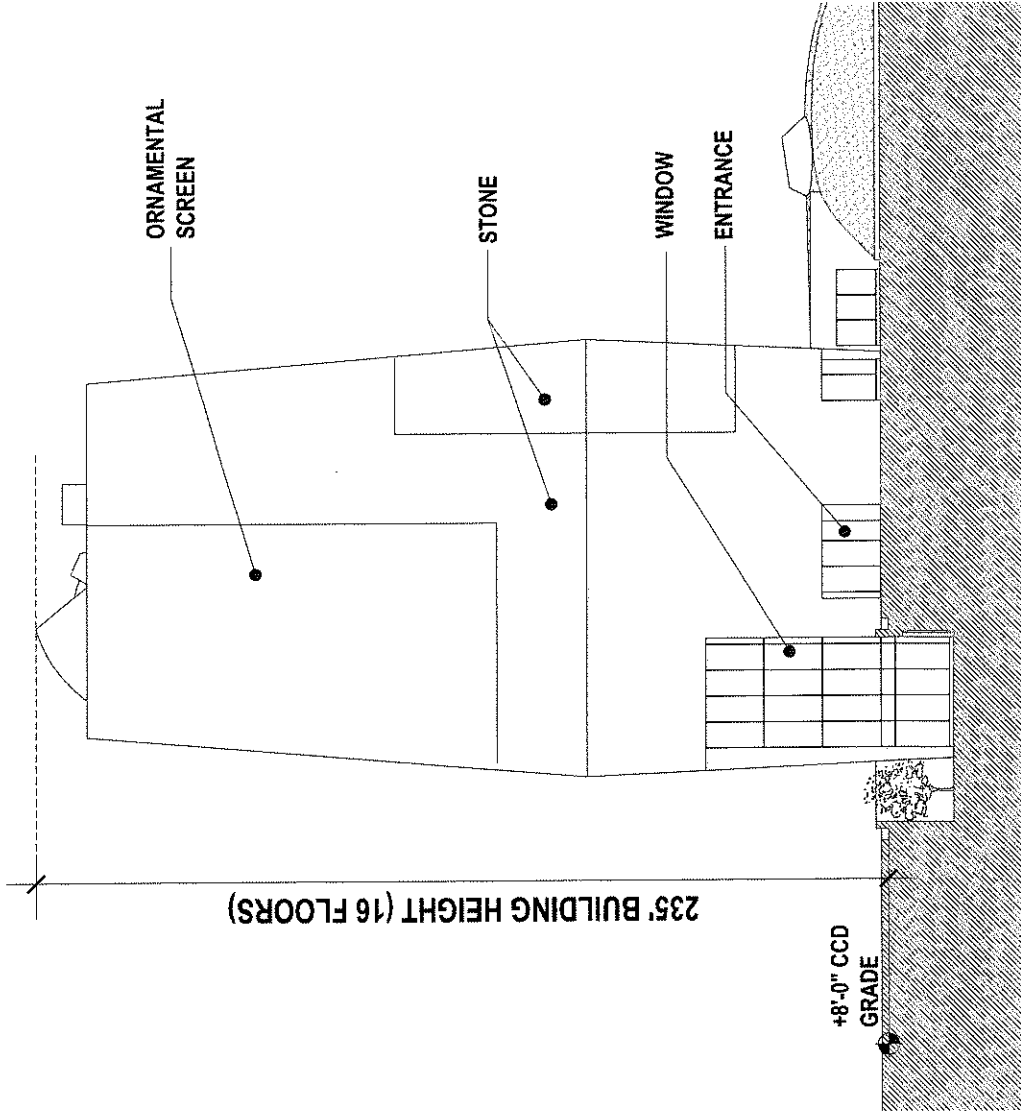 ORNAMENTAL
SCREEN
STONE
WINDOW
ENTRANCE
235' BUILDING HEIGHT (16 FLOORS)
+8'-0" CCD
GRADE